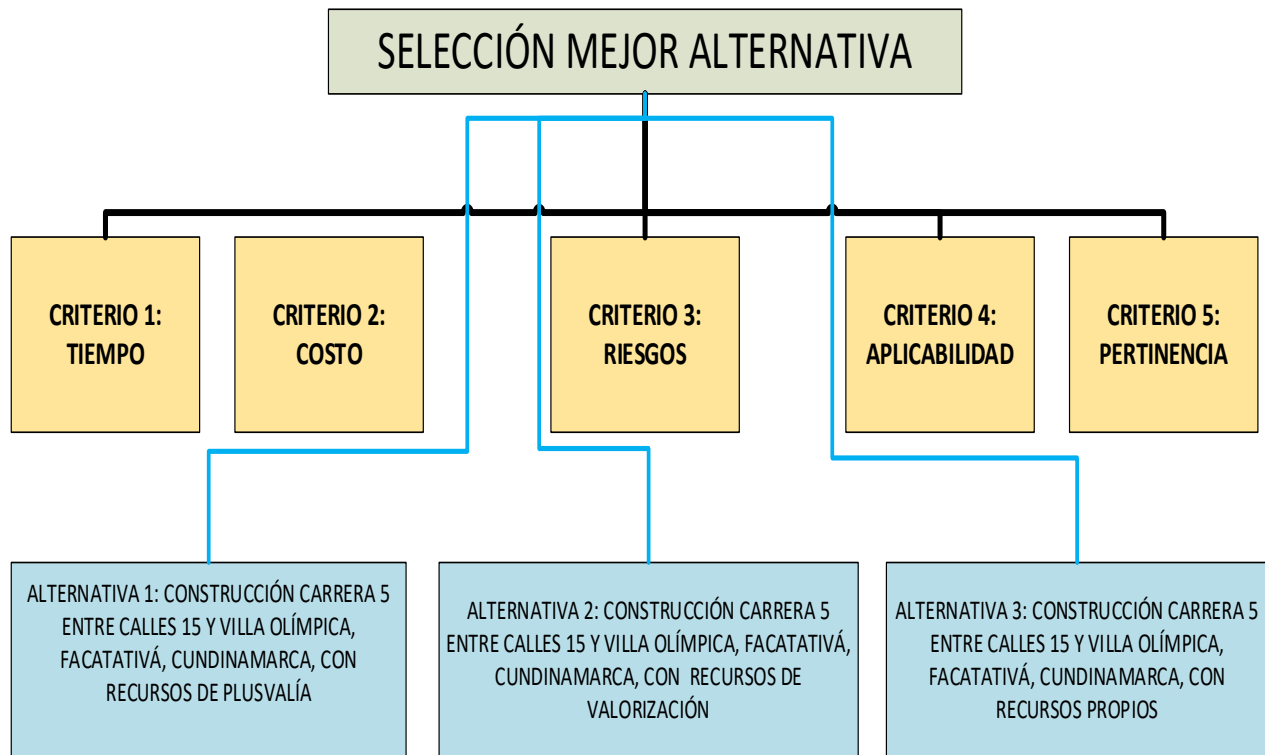 SELECCIÓN MEJOR ALTERNATIVA
CRITERIO 1:
TIEMPO
CRITERIO 2:
COSTO
CRITERIO 3:
RIESGOS
CRITERIO 4:
APLICABILIDAD
CRITERIO 5:
PERTINENCIA
ALTERNATIVA 1: CONSTRUCCIÓN CARRERA 5
ENTRE CALLES 15 Y VILLA OLÍMPICA,
FACATATIVÁ, CUNDINAMARCA, CON
RECURSOS DE PLUSVALÍA
ALTERNATIVA 2: CONSTRUCCIÓN CARRERA 5
ENTRE CALLES 15 Y VILLA OLÍMPICA, FACATATIVÁ,
CUNDINAMARCA, CON RECURSOS DE
VALORIZACIÓN
ALTERNATIVA 3: CONSTRUCCIÓN CARRERA 5
ENTRE CALLES 15 Y VILLA OLÍMPICA,
FACATATIVÁ, CUNDINAMARCA, CON
RECURSOS PROPIOS